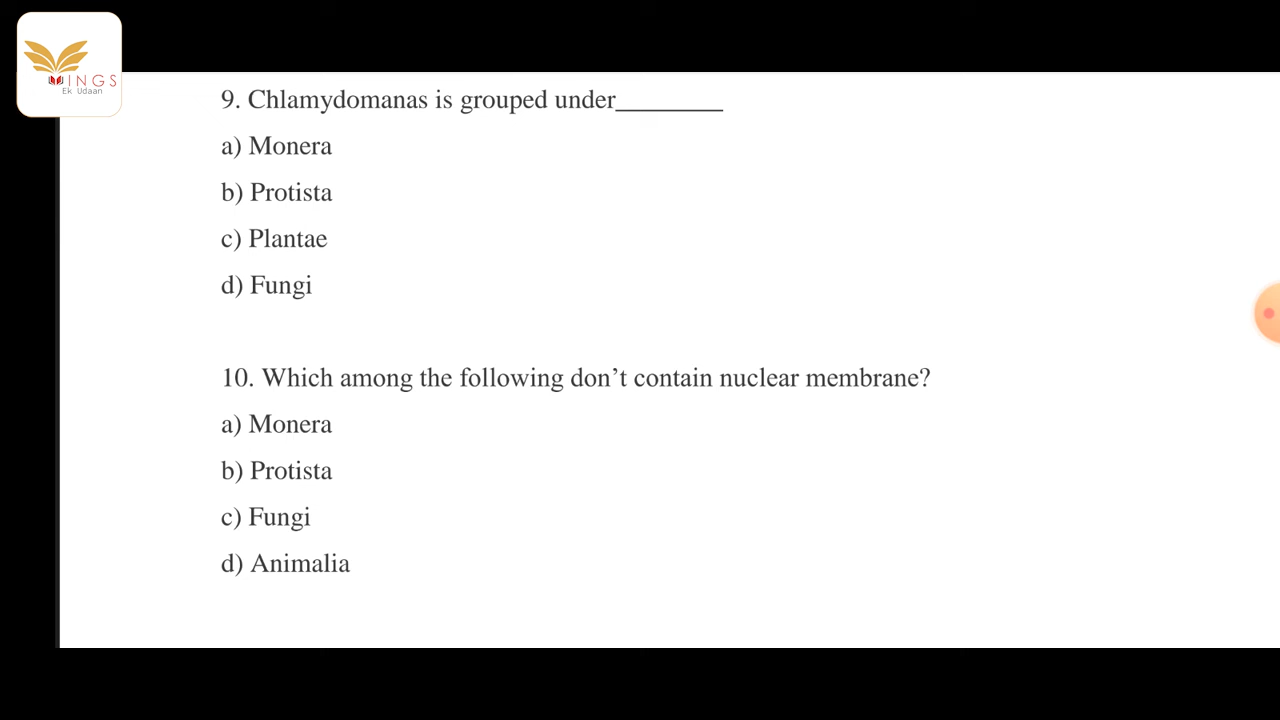 WINGS
Ek Udaan
9. Chlamydomanas is grouped under________
a) Monera
b) Protista
c) Plantae
d) Fungi
10. Which among the following don’t contain nuclear membrane?
a) Monera
b) Protista
c) Fungi
d) Animalia